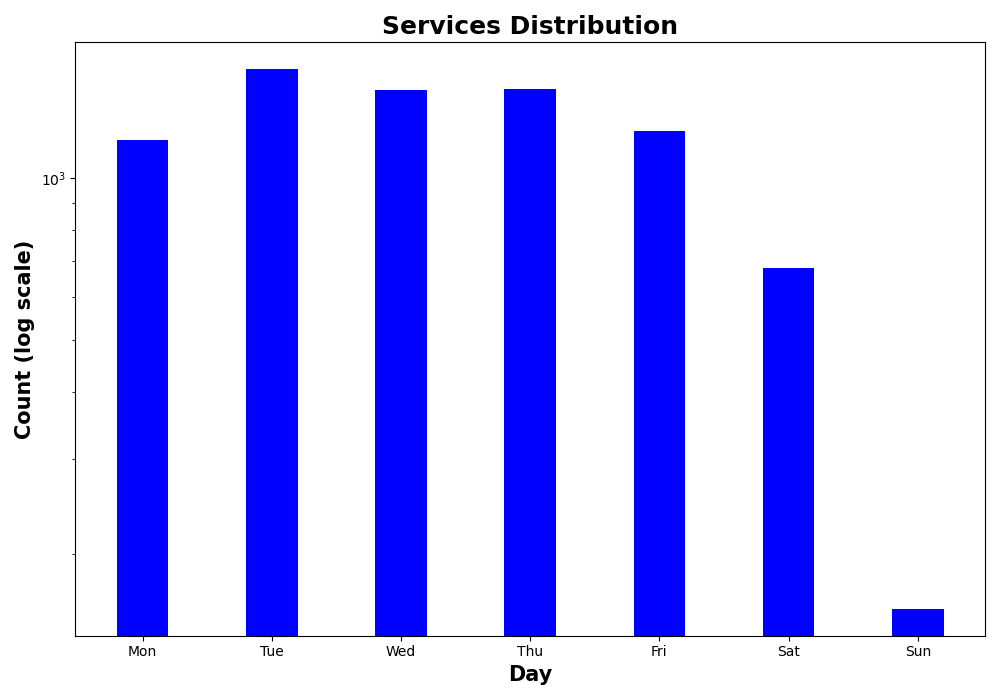 Services Distribution
Count (log scale)
10³
Mon Tue Wed Thu Fri Sat Sun
Day